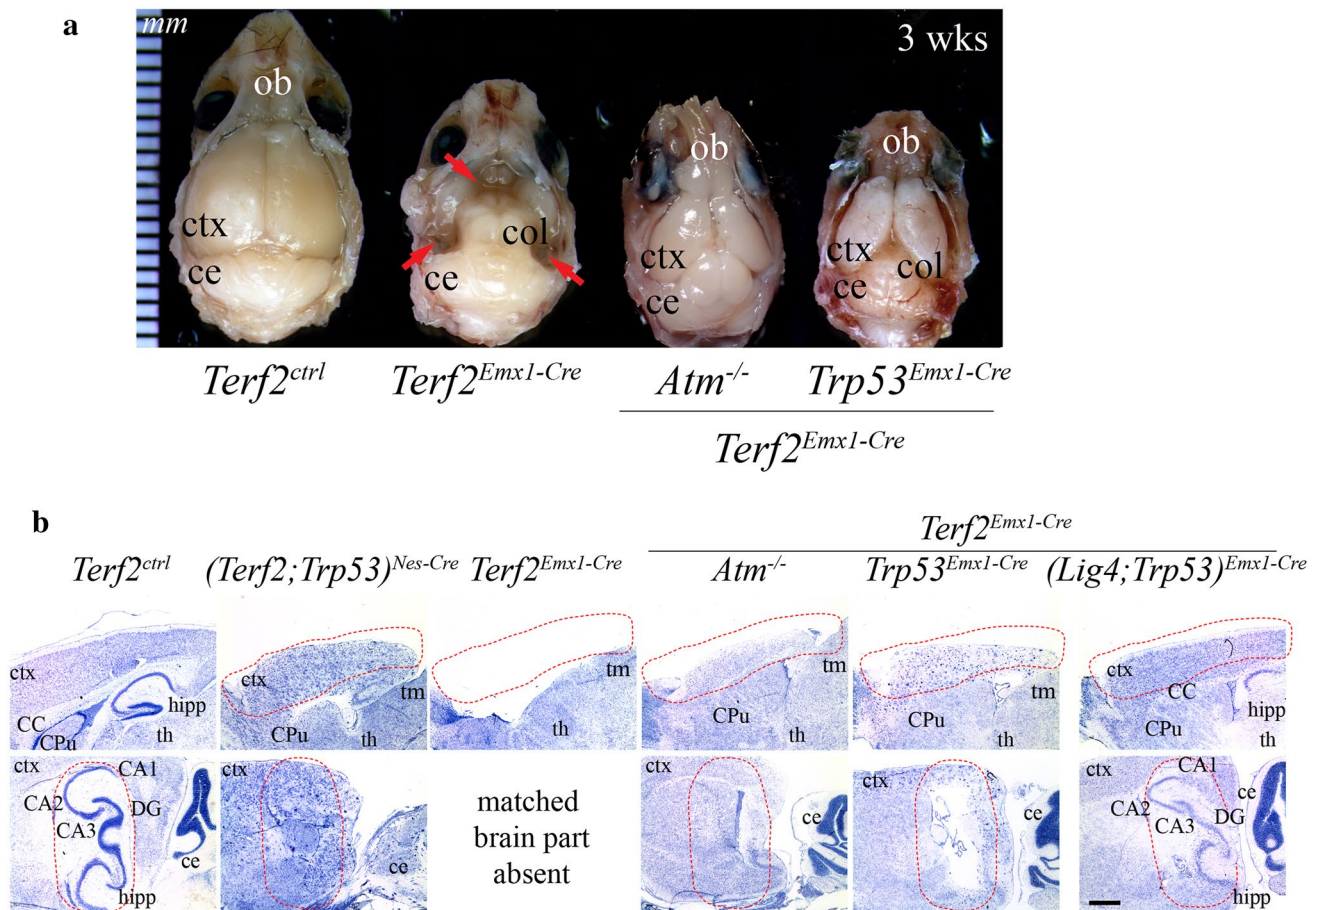 a
mm
3 wks
ob
ctx
ce
col
ce
ob
ctx
ce
ob
ctx
col
ce
Terf2ctrl
Terf2Emx1-Cre
Atm-/-
Trp53Emx1-Cre
Terf2Emx1-Cre
b
Terf2Emx1-Cre
Terf2ctrl
(Terf2;Trp53)Nes-Cre
Terf2Emx1-Cre
Atm-/-
Trp53Emx1-Cre
(Lig4;Trp53)Emx1-Cre
ctx
CC
CPu
hipp
th
ctx
CPu
tm
th
tm
CPu
tm
th
CPu
tm
ctx
CC
CPu
hipp
th
ctx
CA1
CA2
CA3
DG
ce
hipp
ctx
ce
matched
brain part
absent
ctx
ce
ctx
ce
ctx
CA1
CA2
CA3
DG
ce
hipp